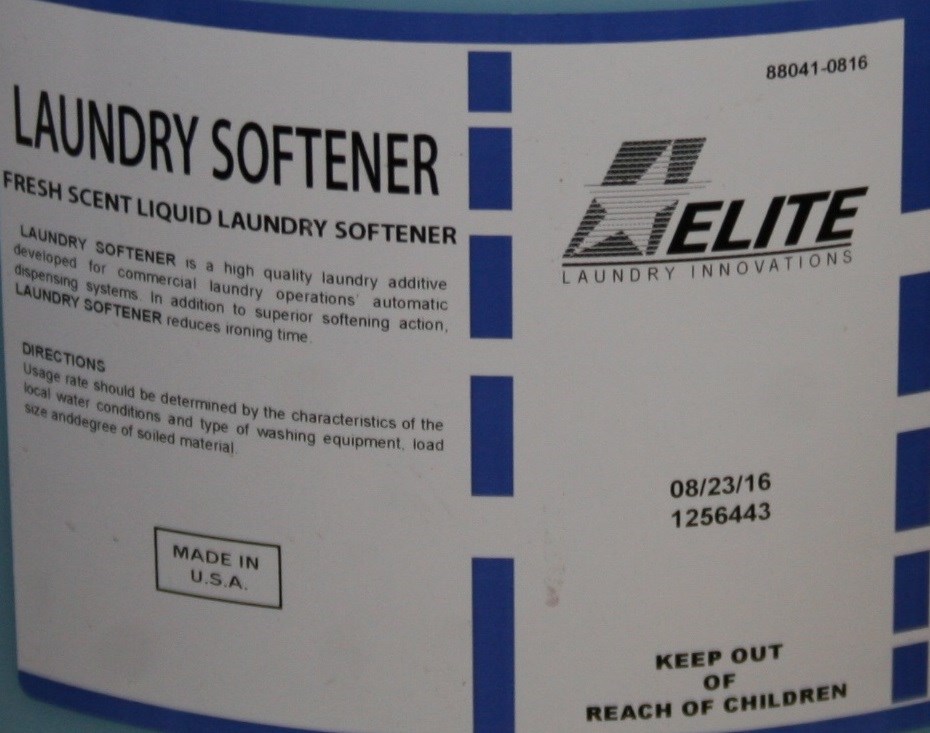 LAUNDRY SOFTENER
FRESH SCENT LIQUID LAUNDRY SOFTENER
LAUNDRY SOFTENER is a high quality laundry additive
developed for commercial laundry operations' automatic
dispensing systems. In addition to superior softening action,
LAUNDRY SOFTENER reduces ironing time.
DIRECTIONS
Usage rate should be determined by the characteristics of the
local water conditions and type of washing equipment, load
size anddegree of soiled material.
MADE IN
U.S.A.
88041-0816
ELITE
LAUNDRY INNOVATIONS
08/23/16
1256443
KEEP OUT
OF
REACH OF CHILDREN